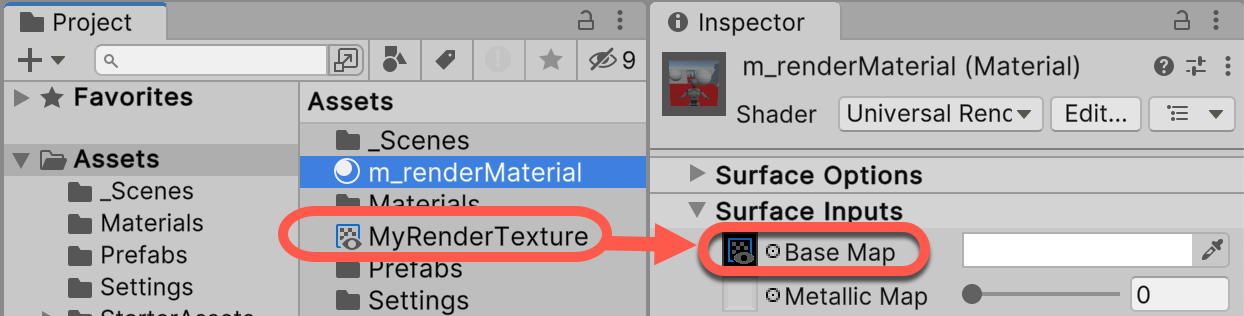 Project
9
Favorites
Assets
_Scenes
Materials
Prefabs
Settings
StarterAssets
Assets
_Scenes
m_renderMaterial
Materials
MyRenderTexture
Prefabs
Settings
Inspector
m_renderMaterial (Material)
Shader Universal Renc Edit...
Surface Options
Surface Inputs
Base Map
Metallic Map 0